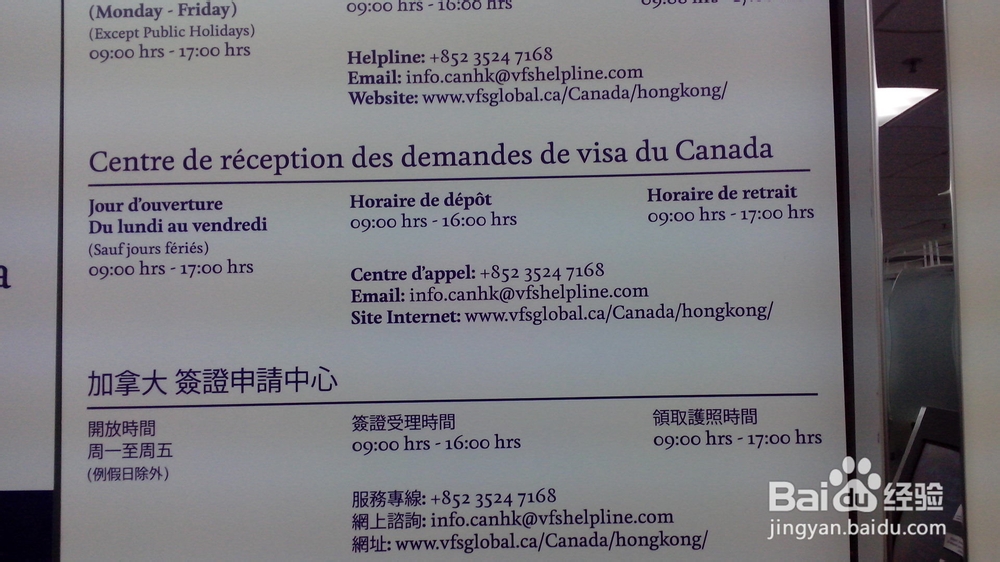 (Monday - Friday)
(Except Public Holidays)
09:00 hrs - 17:00 hrs
09:00 hrs - 16:00 hrs
Helpline: +852 3524 7168
Email: info.canhk@vfshelpline.com
Website: www.vfsglobal.ca/Canada/hongkong/
Centre de réception des demandes de visa du Canada
Jour d'ouverture
Du lundi au vendredi
(Sauf jours fériés)
09:00 hrs - 17:00 hrs
Horaire de dépôt
09:00 hrs - 16:00 hrs
Horaire de retrait
09:00 hrs - 17:00 hrs
Centre d'appel: +852 3524 7168
Email: info.canhk@vfshelpline.com
Site Internet: www.vfsglobal.ca/Canada/hongkong/
加拿大 簽證申請中心
開放時間
周一至周五
(例假日除外)
簽證受理時間
09:00 hrs - 16:00 hrs
領取護照時間
09:00 hrs - 17:00 hrs
服務專線: +852 3524 7168
網上諮詢: info.canhk@vfshelpline.com
網址: www.vfsglobal.ca/Canada/hongkong/
a
Baidu 经验
jingyan.baidu.com